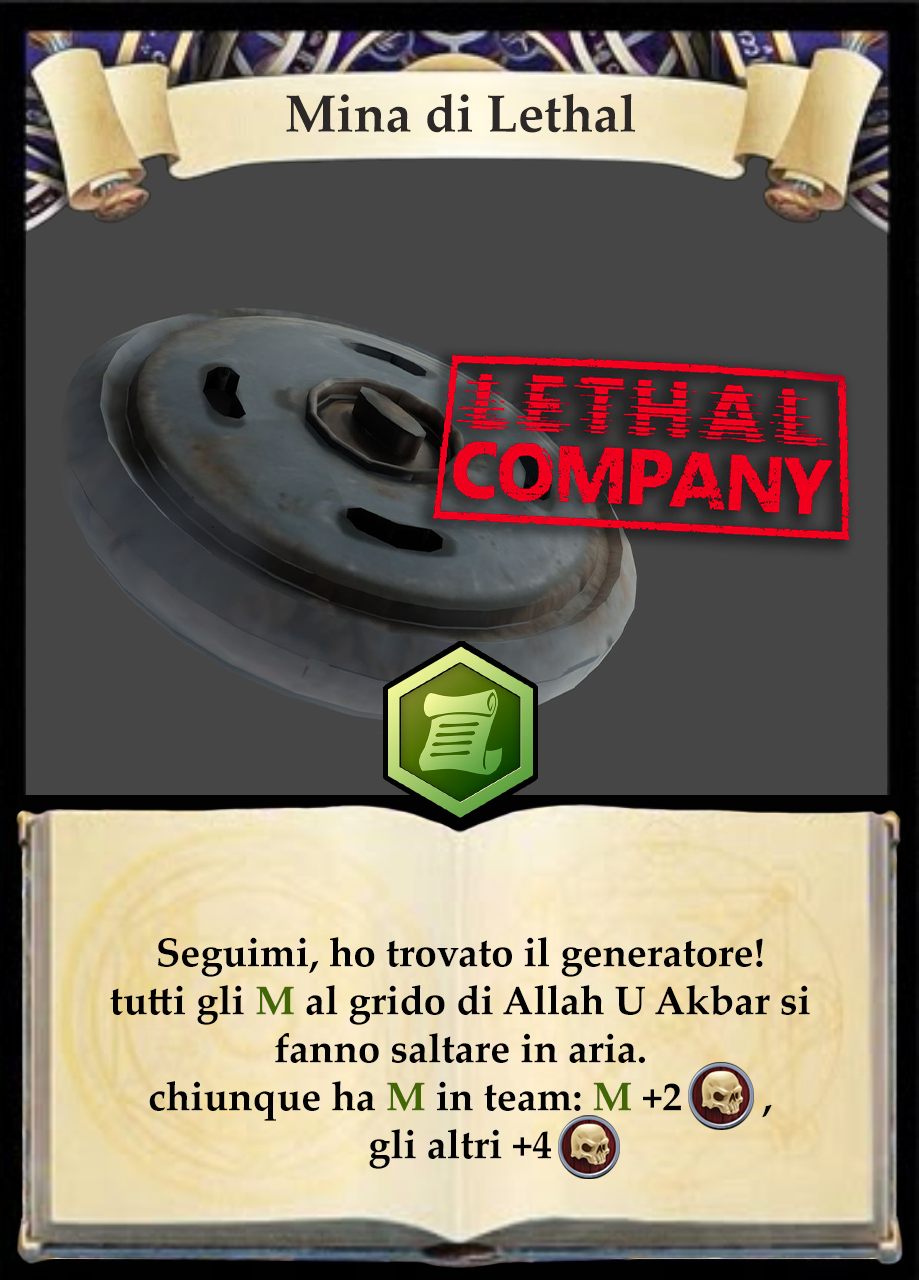 Mina di Lethal
LETHAL
COMPANY
Seguimi, ho trovato il generatore!
tutti gli M al grido di Allah U Akbar si
fanno saltare in aria.
chiunque ha M in team: M +2 ,
gli altri +4